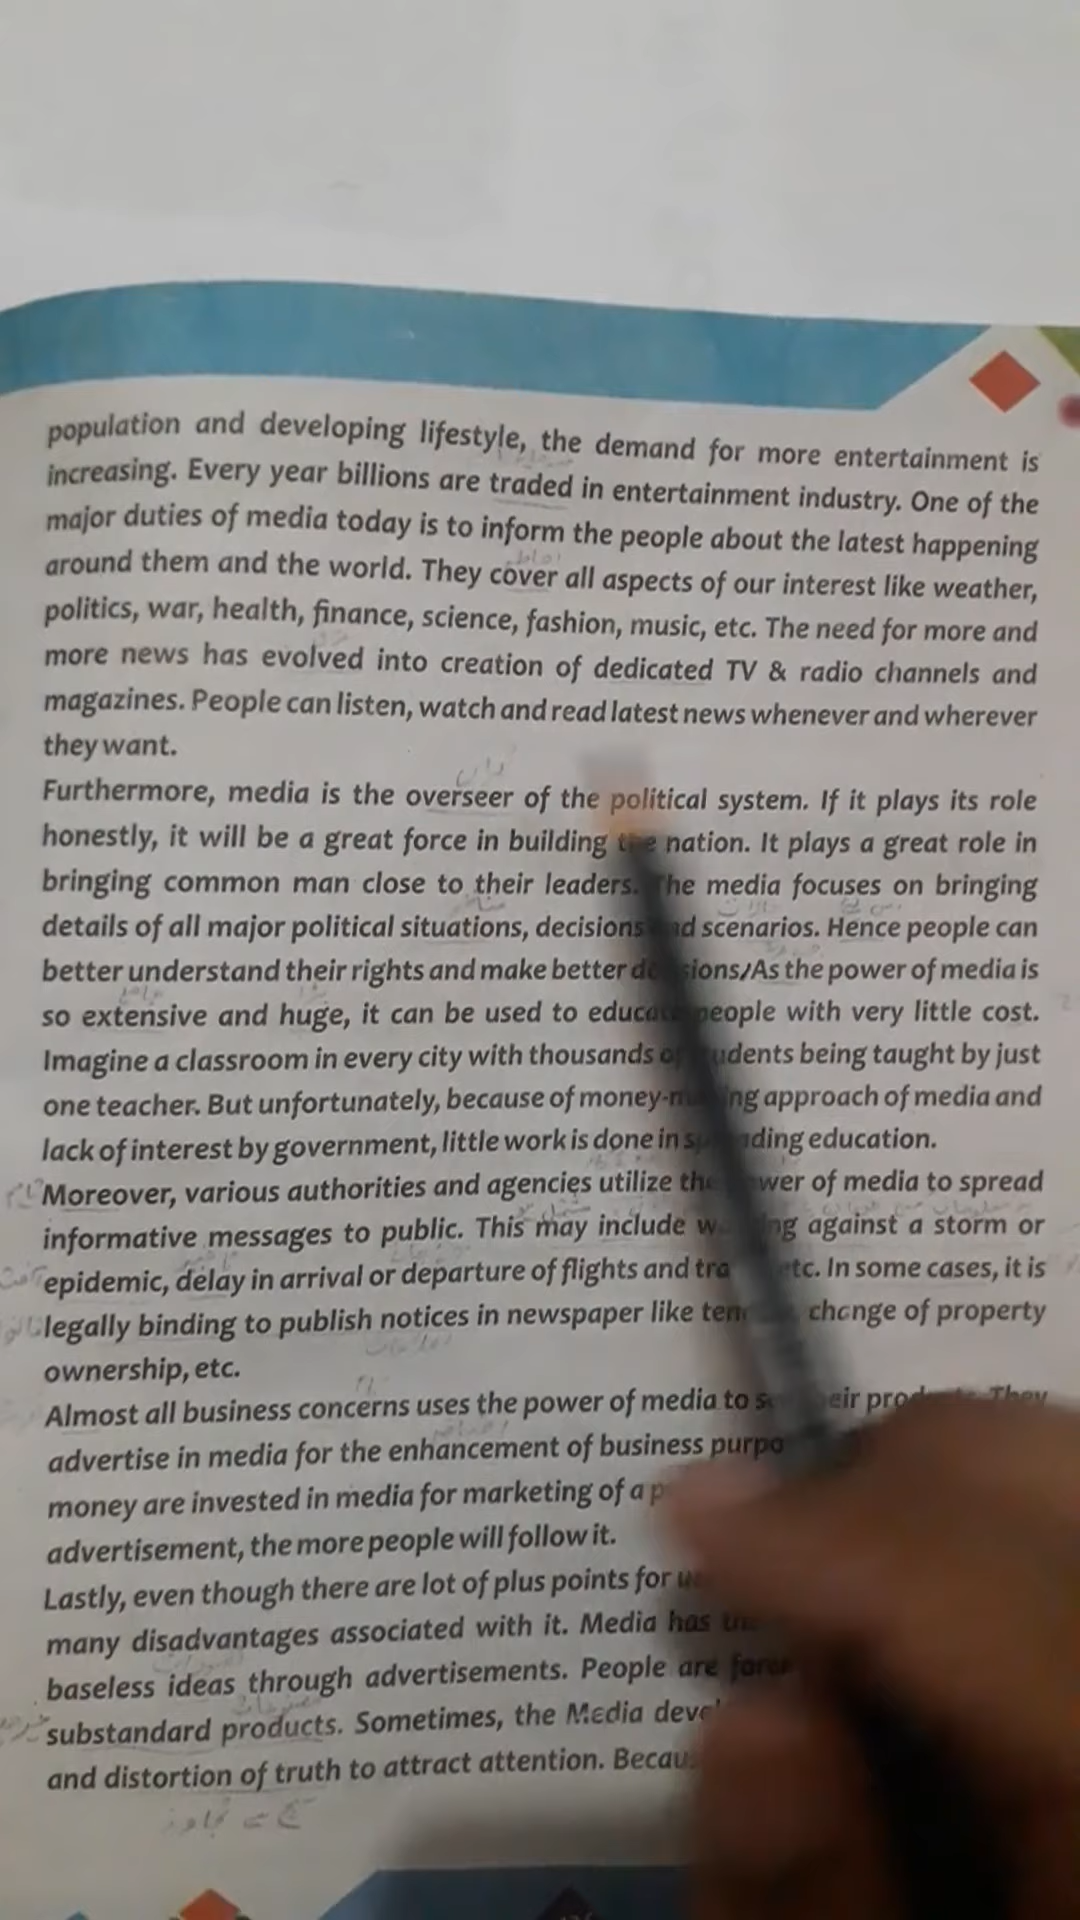 population and developing lifestyle, the demand for more entertainment is
increasing. Every year billions are traded in entertainment industry. One of the
major duties of media today is to inform the people about the latest happening
around them and the world. They cover all aspects of our interest like weather,
politics, war, health, finance, science, fashion, music, etc. The need for more and
more news has evolved into creation of dedicated TV & radio channels and
magazines. People can listen, watch and read latest news whenever and wherever
they want.
Furthermore, media is the overseer of the political system. If it plays its role
honestly, it will be a great force in building the nation. It plays a great role in
bringing common man close to their leaders. The media focuses on bringing
details of all major political situations, decisions scenarios. Hence people can
better understand their rights and make better /As the power of media is
so extensive and huge, it can be used to people with very little cost.
Imagine a classroom in every city with thousands being taught by just
one teacher. But unfortunately, because of approach of media and
lack of interest by government, little work is done in education.
Moreover, various authorities and agencies utilize of media to spread
informative messages to public. This may include against a storm or
epidemic, delay in arrival or departure of flights and etc. In some cases, it is
legally binding to publish notices in newspaper like change of property
ownership, etc.
Almost all business concerns uses the power of media to They
advertise in media for the enhancement of business
money are invested in media for marketing of a
advertisement, the more people will follow it.
Lastly, even though there are lot of plus points for
many disadvantages associated with it. Media has
baseless ideas through advertisements. People are
substandard products. Sometimes, the Media
and distortion of truth to attract attention.